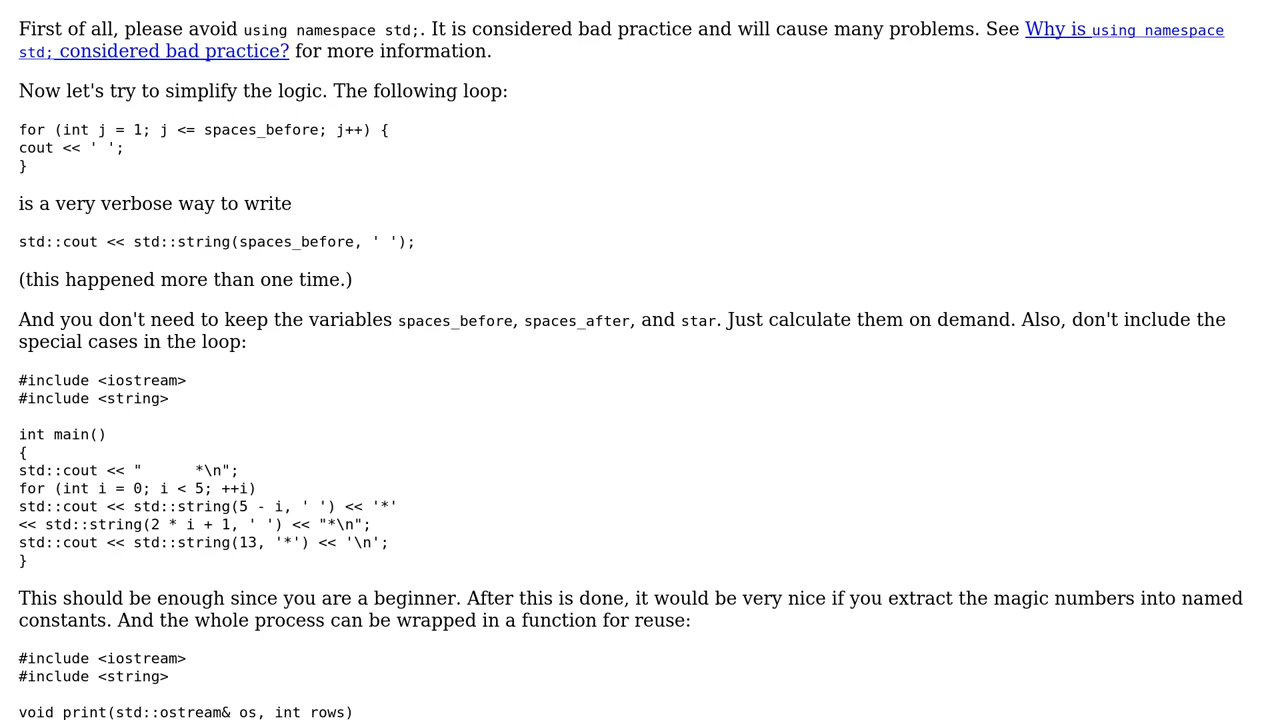 First of all, please avoid using namespace std;. It is considered bad practice and will cause many problems. See Why is using namespace
std; considered bad practice? for more information.
Now let's try to simplify the logic. The following loop:
for (int j = 1; j <= spaces_before; j++) {
cout << ' ';
}
is a very verbose way to write
std::cout << std::string(spaces_before, ' ');
(this happened more than one time.)
And you don't need to keep the variables spaces_before, spaces_after, and star. Just calculate them on demand. Also, don't include the
special cases in the loop:
#include <iostream>
#include <string>
int main()
{
std::cout << "      *\n";
for (int i = 0; i < 5; ++i)
std::cout << std::string(5 - i, ' ') << '*'
<< std::string(2 * i + 1, ' ') << "*\n";
std::cout << std::string(13, '*') << '\n';
}
This should be enough since you are a beginner. After this is done, it would be very nice if you extract the magic numbers into named
constants. And the whole process can be wrapped in a function for reuse:
#include <iostream>
#include <string>
void print(std::ostream& os, int rows)